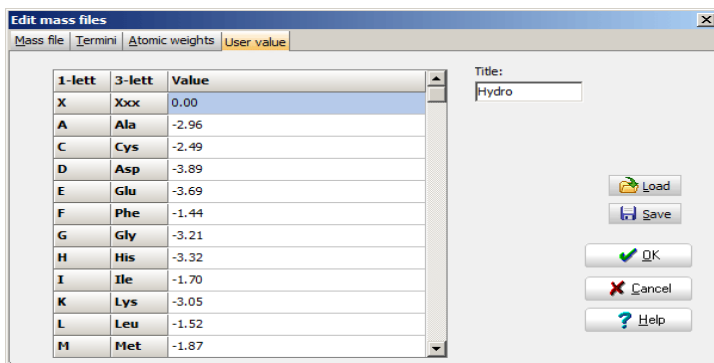 Edit mass files
Mass file Termini Atomic weights User value
1-lett 3-lett Value
X Xxx 0.00
A Ala -2.96
C Cys -2.49
D Asp -3.89
E Glu -3.69
F Phe -1.44
G Gly -3.21
H His -3.32
I Ile -1.70
K Lys -3.05
L Leu -1.52
M Met -1.87
Title:
Hydro
Load
Save
OK
Cancel
Help